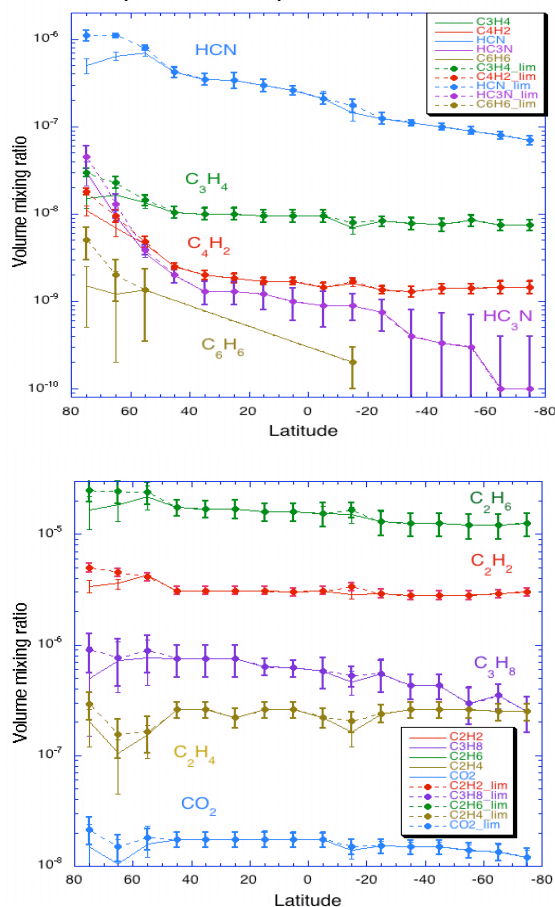 C3H4
C4H2
HCN
HC3N
C6H6
C3H4_lim
C4H2_lim
HCN_lim
HC3N_lim
C6H6_lim
10⁻⁶
10⁻⁷
10⁻⁸
10⁻⁹
10⁻¹⁰
Volume mixing ratio
HCN
C₃H₄
C₄H₂
HC₃N
C₆H₆
80 60 40 20 0 -20 -40 -60 -80
Latitude
10⁻⁵
10⁻⁶
10⁻⁷
10⁻⁸
Volume mixing ratio
C₂H₆
C₂H₂
C₃H₈
C₂H₄
CO₂
C2H2
C3H8
C2H6
C2H4
CO2
C2H2_lim
C3H8_lim
C2H6_lim
C2H4_lim
CO2_lim
80 60 40 20 0 -20 -40 -60 -80
Latitude